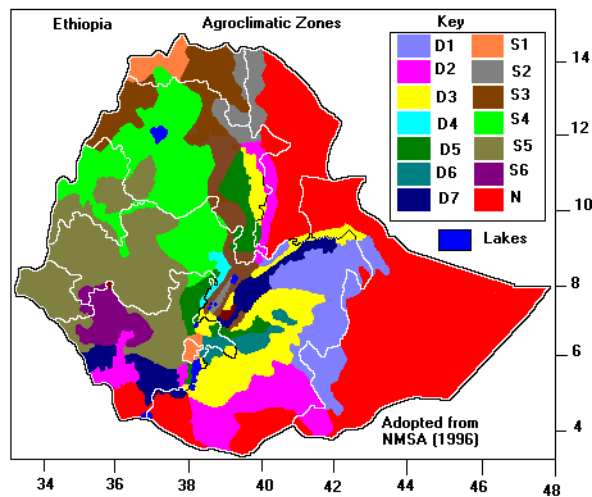 Ethiopia Agroclimatic Zones
Key
D1 S1
D2 S2
D3 S3
D4 S4
D5 S5
D6 S6
D7 N
Lakes
Adopted from
NMSA (1996)
14
12
10
8
6
4
34 36 38 40 42 44 46 48